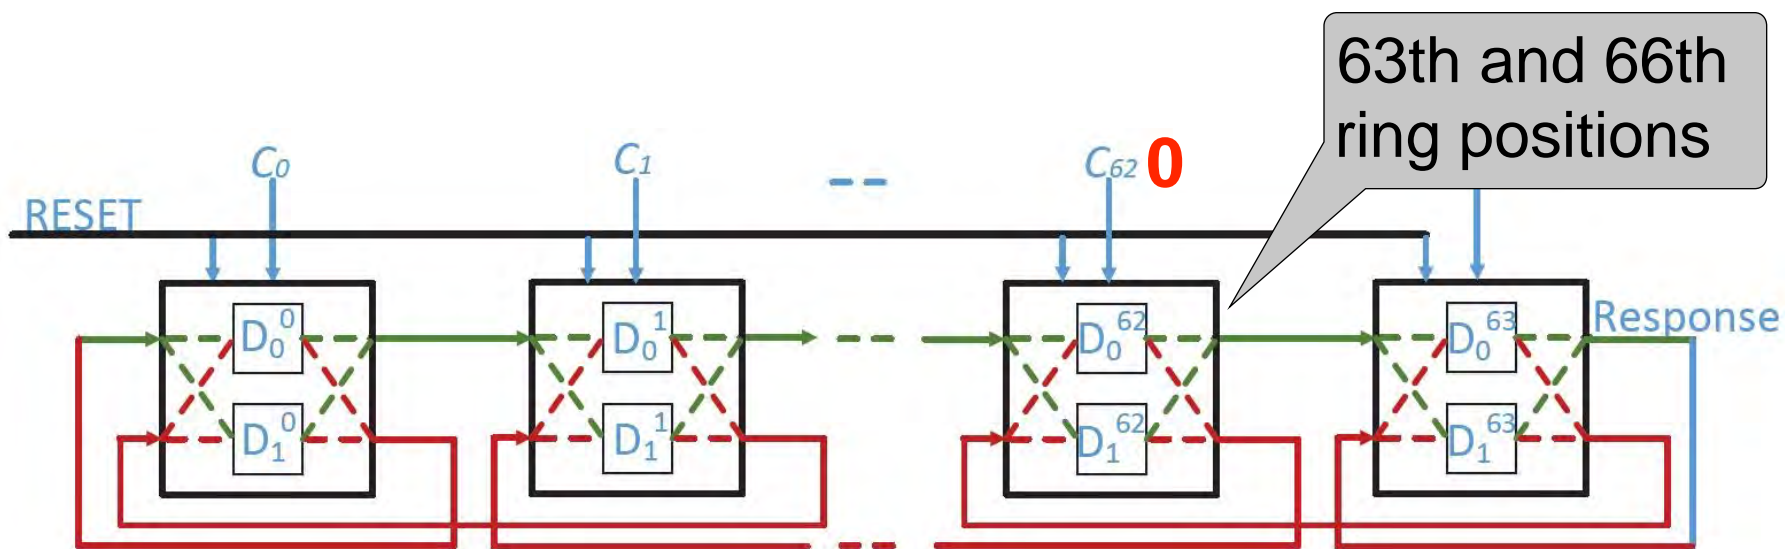 63th and 66th
ring positions
C0
C1
C62 0
RESET
D0^0
D0^1
D0^62
D0^63
Response
D1^0
D1^1
D1^62
D1^63